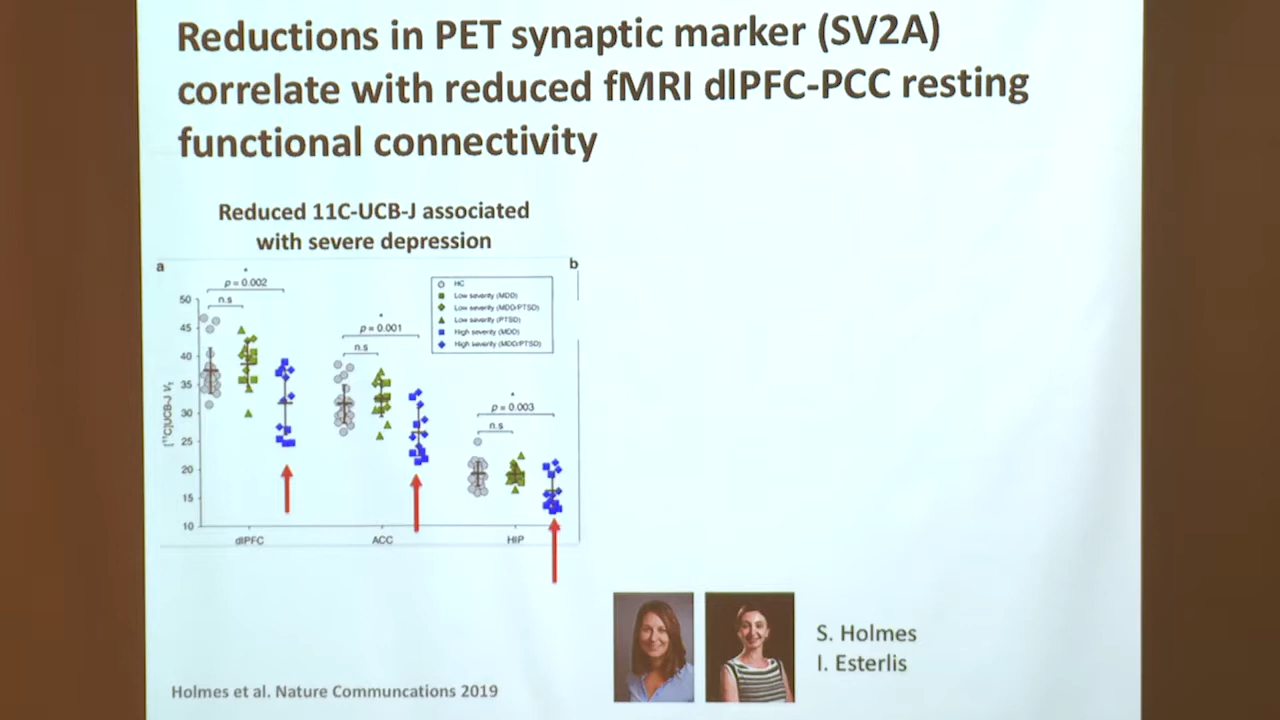 Reductions in PET synaptic marker (SV2A)
correlate with reduced fMRI dlPFC-PCC resting
functional connectivity
Reduced 11C-UCB-J associated
with severe depression
a
b
*
p = 0.002
n.s
*
p = 0.001
n.s
*
p = 0.003
n.s
HC
Low severity (MDD)
Low severity (MDD/PTSD)
Low severity (PTSD)
High severity (MDD)
High severity (MDD/PTSD)
[¹¹C]UCB-J VT
50
45
40
35
30
25
20
15
10
dlPFC
ACC
HIP
S. Holmes
I. Esterlis
Holmes et al. Nature Communcations 2019